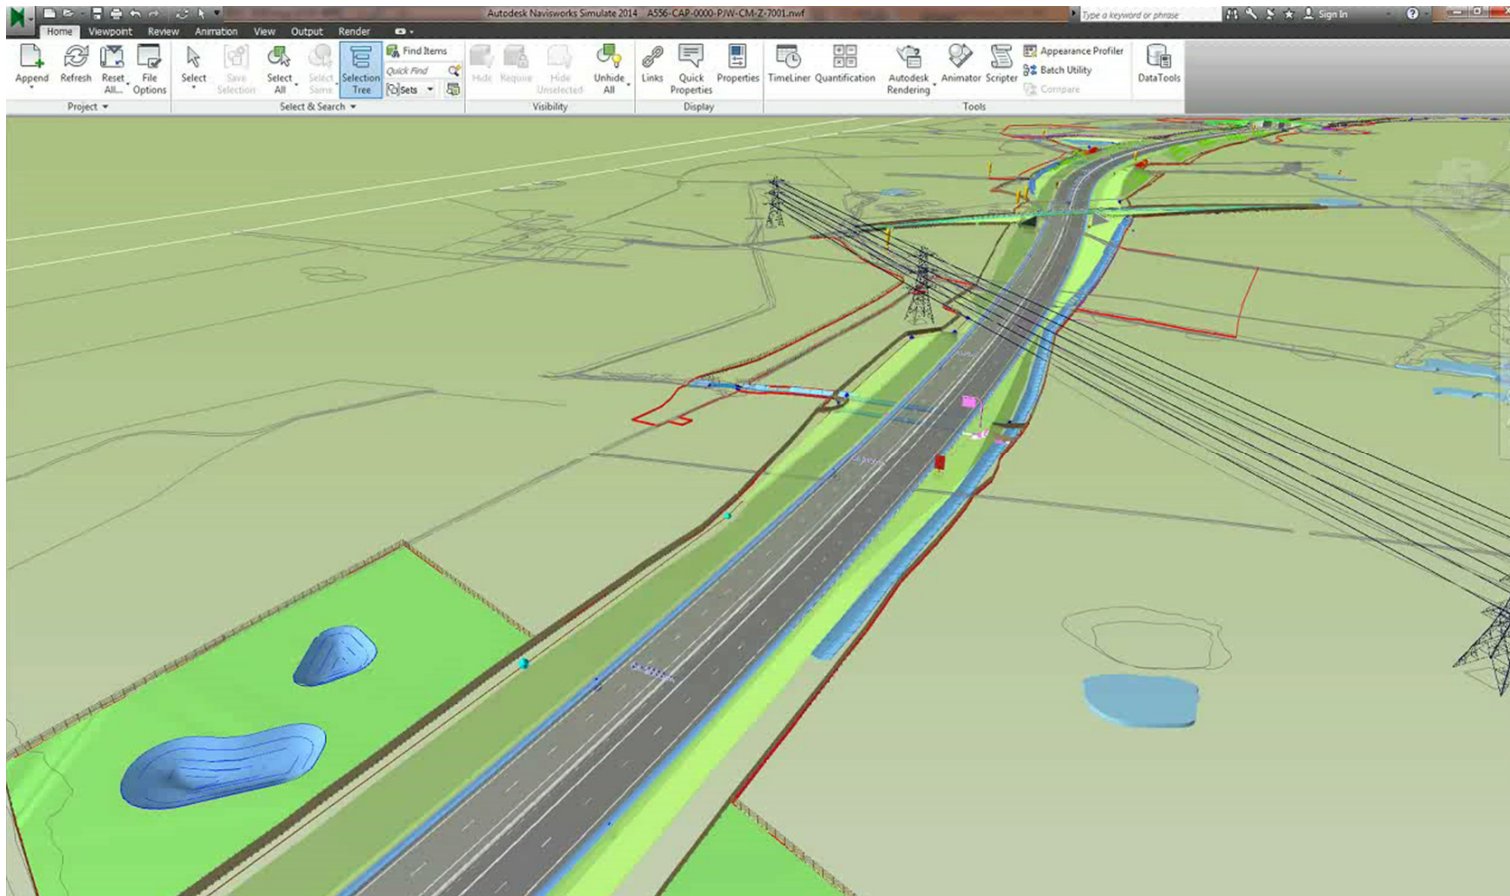 Autodesk Navisworks Simulate 2014 A556-CAP-0000-PJW-CM-Z-7001.nwf
Type a keyword or phrase
Sign In
Home Viewpoint Review Animation View Output Render
Append
Refresh
Reset All...
File Options
Project
Select
Save Selection
Select All
Select Same
Selection Tree
Find Items
Quick Find
Sets
Select & Search
Hide
Require
Hide Unselected
Unhide All
Visibility
Links
Quick Properties
Properties
Display
TimeLiner
Quantification
Autodesk Rendering
Animator
Scripter
Appearance Profiler
Batch Utility
Compare
Tools
DataTools